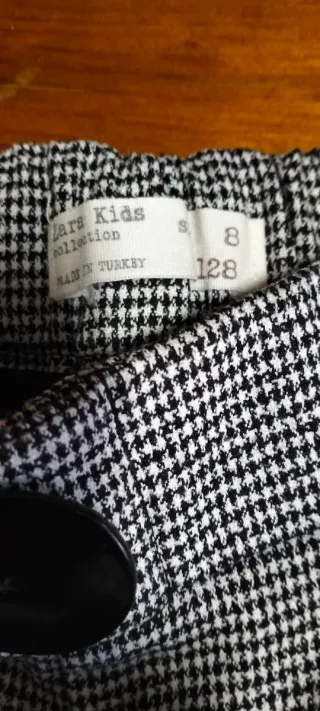 Zara Kids
collection
MADE IN TURKEY
8
128